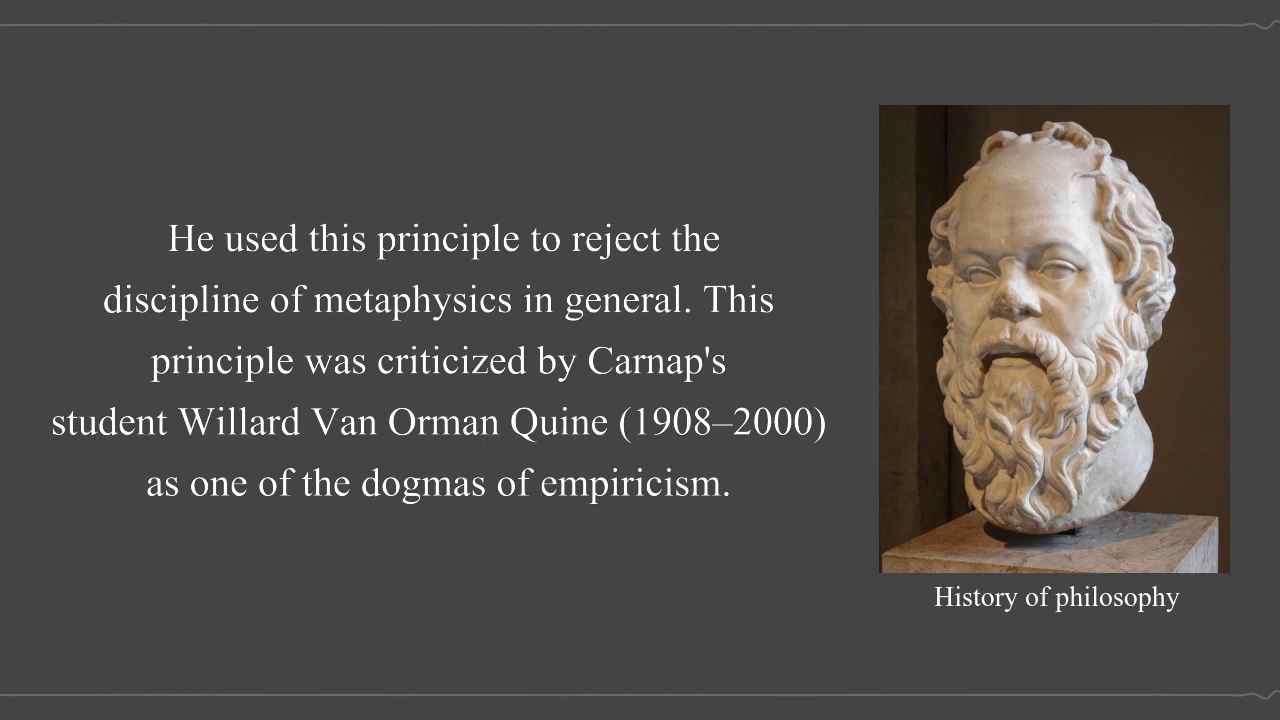 He used this principle to reject the
discipline of metaphysics in general. This
principle was criticized by Carnap's
student Willard Van Orman Quine (1908–2000)
as one of the dogmas of empiricism.
History of philosophy